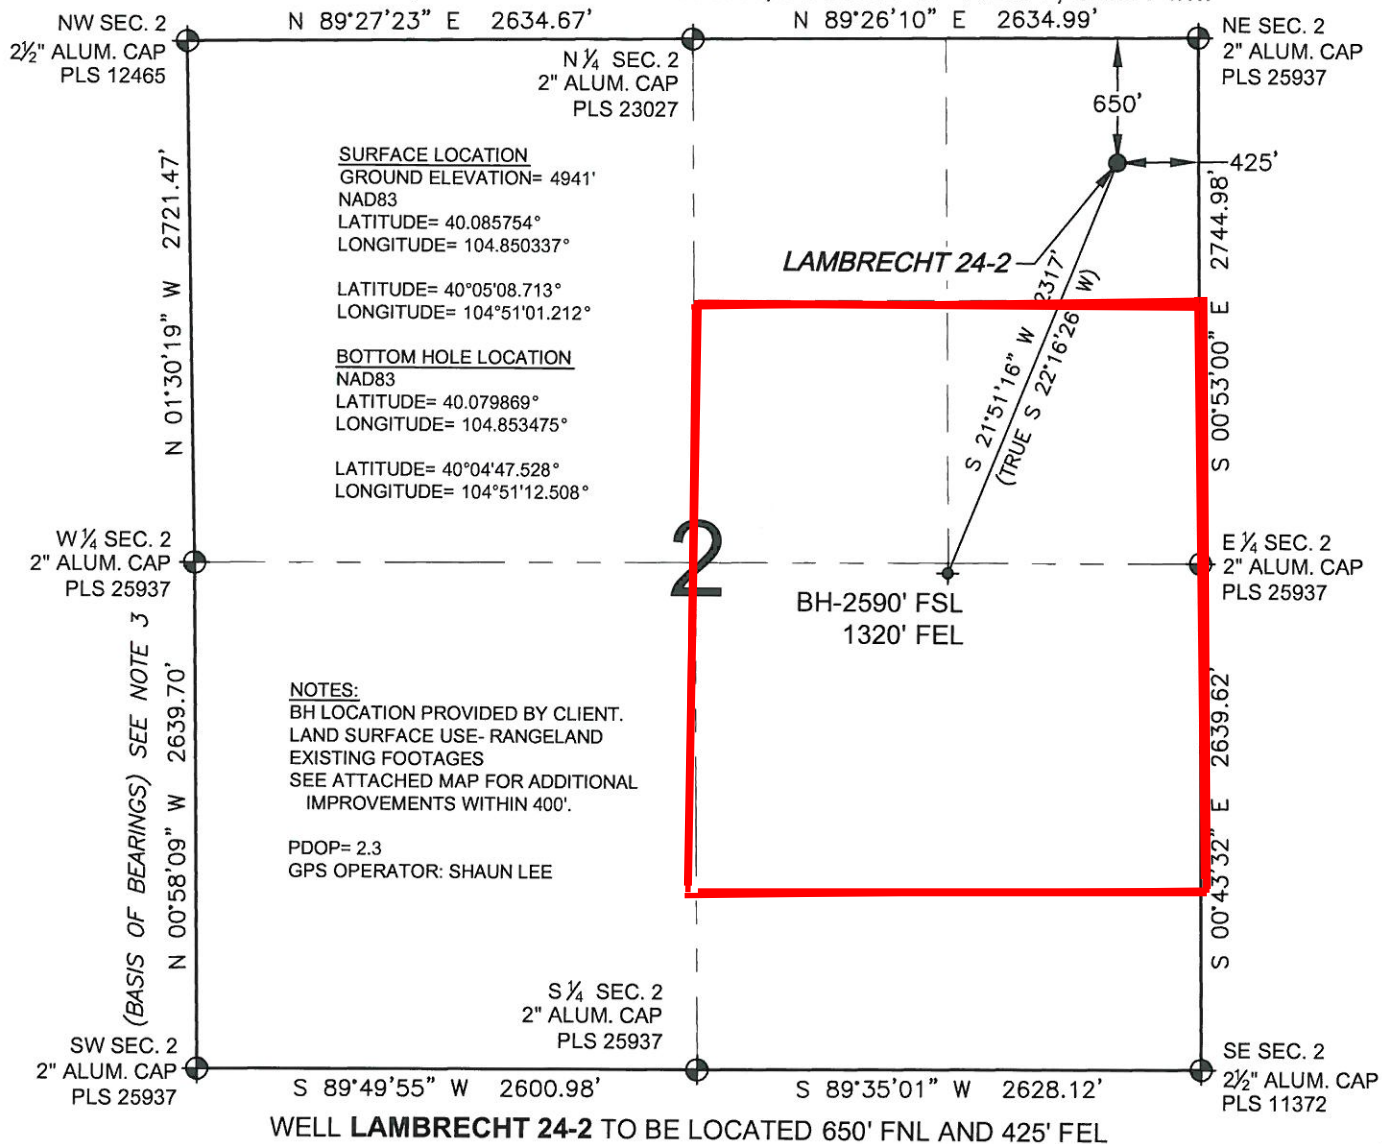 N 89°27'23" E 2634.67'
N 89°26'10" E 2634.99'
NW SEC. 2
2½" ALUM. CAP
PLS 12465
N ¼ SEC. 2
2" ALUM. CAP
PLS 23027
NE SEC. 2
2" ALUM. CAP
PLS 25937
650'
425'
SURFACE LOCATION
GROUND ELEVATION= 4941'
NAD83
LATITUDE= 40.085754°
LONGITUDE= 104.850337°
LATITUDE= 40°05'08.713"
LONGITUDE= 104°51'01.212"
BOTTOM HOLE LOCATION
NAD83
LATITUDE= 40.079869°
LONGITUDE= 104.853475°
LATITUDE= 40°04'47.528"
LONGITUDE= 104°51'12.508"
N 01°30'19" W 2721.47'
LAMBRECHT 24-2
S 21°51'16" W 2317'
(TRUE S 22°16'26 W)
S 00°53'00" E 2744.98'
W ¼ SEC. 2
2" ALUM. CAP
PLS 25937
2
E ¼ SEC. 2
2" ALUM. CAP
PLS 25937
BH-2590' FSL
1320' FEL
(BASIS OF BEARINGS) SEE NOTE 3
N 00°58'09" W 2639.70'
NOTES:
BH LOCATION PROVIDED BY CLIENT.
LAND SURFACE USE- RANGELAND
EXISTING FOOTAGES
SEE ATTACHED MAP FOR ADDITIONAL
IMPROVEMENTS WITHIN 400'.
PDOP= 2.3
GPS OPERATOR: SHAUN LEE
S 00°43'32" E 2639.62'
S ¼ SEC. 2
2" ALUM. CAP
PLS 25937
SW SEC. 2
2" ALUM. CAP
PLS 25937
SE SEC. 2
2½" ALUM. CAP
PLS 11372
S 89°49'55" W 2600.98'
S 89°35'01" W 2628.12'
WELL LAMBRECHT 24-2 TO BE LOCATED 650' FNL AND 425' FEL